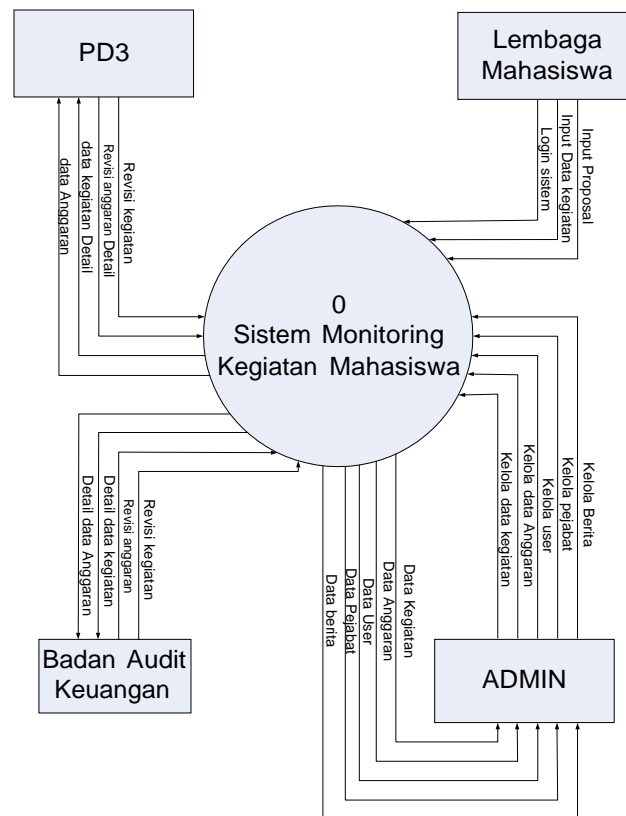 PD3
Lembaga
Mahasiswa
Revisi kegiatan
Revisi anggaran Detail
data kegiatan Detail
data Anggaran
Input Proposal
Input Data kegiatan
Login sistem
0
Sistem Monitoring
Kegiatan Mahasiswa
Revisi kegiatan
Revisi anggaran
Detail data kegiatan
Detail data Anggaran
Kelola Berita
Kelola pejabat
Kelola user
Kelola data Anggaran
Kelola data kegiatan
Data Kegiatan
Data Anggaran
Data User
Data Pejabat
Data berita
Badan Audit
Keuangan
ADMIN